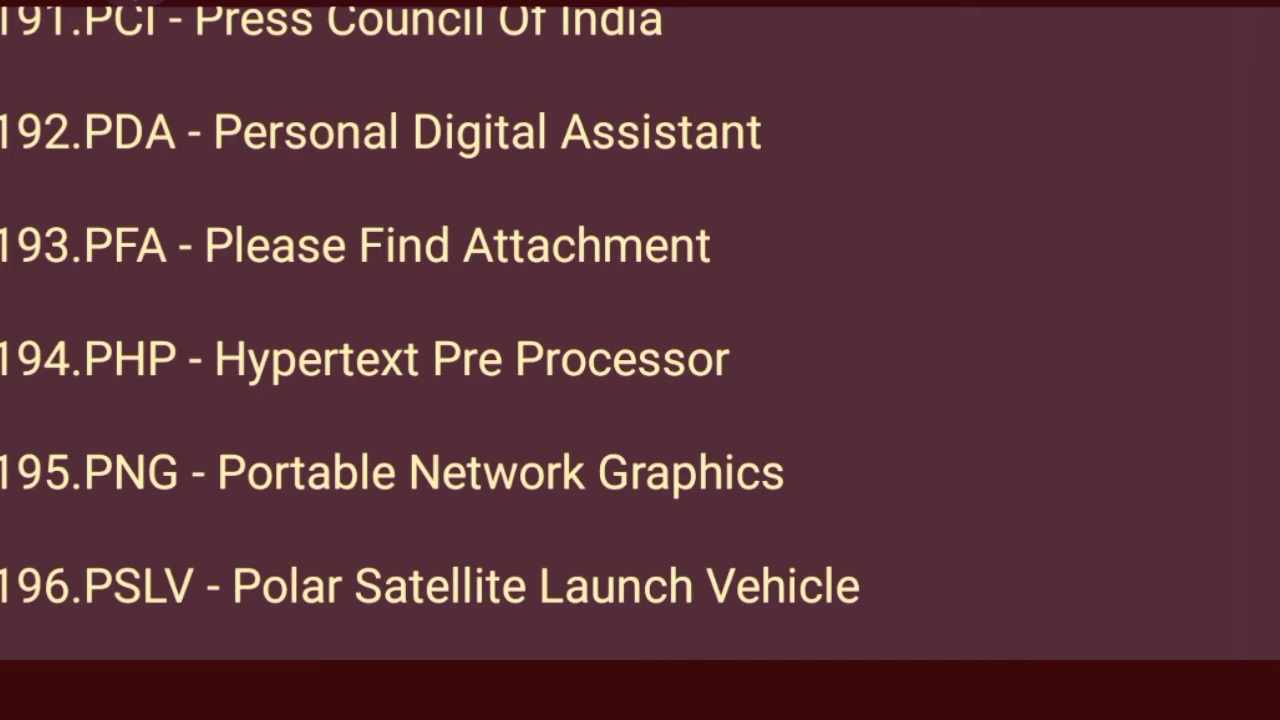 191.PCI - Press Council Of India
192.PDA - Personal Digital Assistant
193.PFA - Please Find Attachment
194.PHP - Hypertext Pre Processor
195.PNG - Portable Network Graphics
196.PSLV - Polar Satellite Launch Vehicle